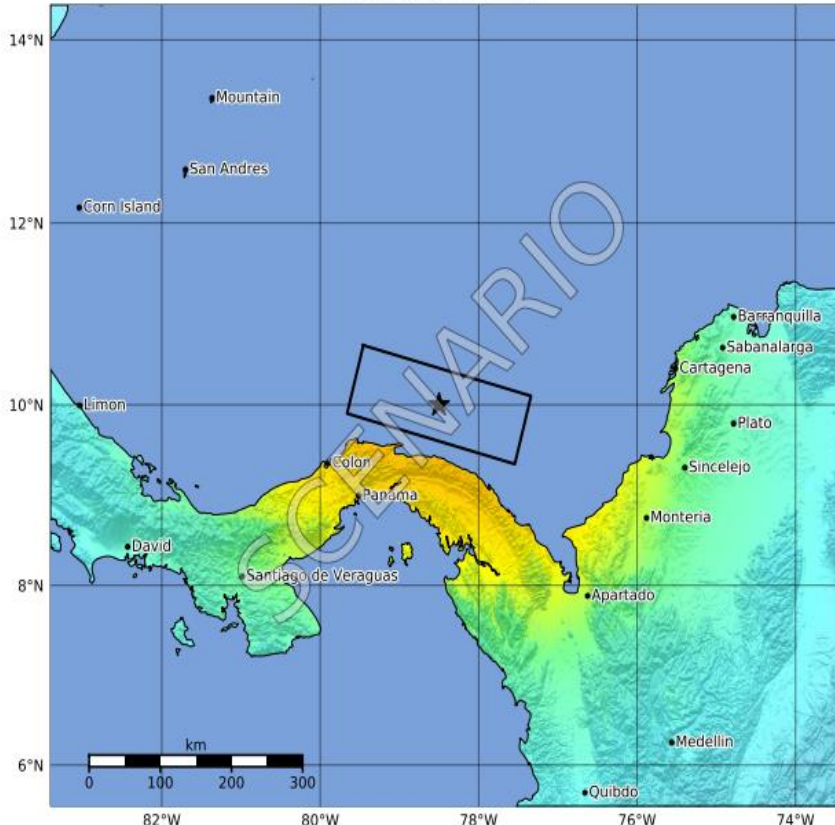 14°N
Mountain
San Andres
Corn Island
12°N
SCENARIO
Barranquilla
Sabanalarga
Cartagena
Limon
10°N
Plato
Colon
Sincelejo
Panama
Monteria
David
Santiago de Veraguas
8°N
Apartado
km
Medellin
6°N
0 100 200 300
Quibdo
82°W 80°W 78°W 76°W 74°W